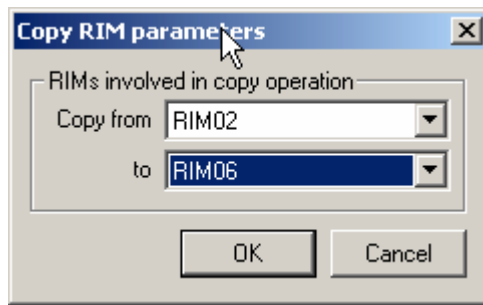 Copy RIM parameters
RIMs involved in copy operation
Copy from RIM02
to RIM06
OK Cancel